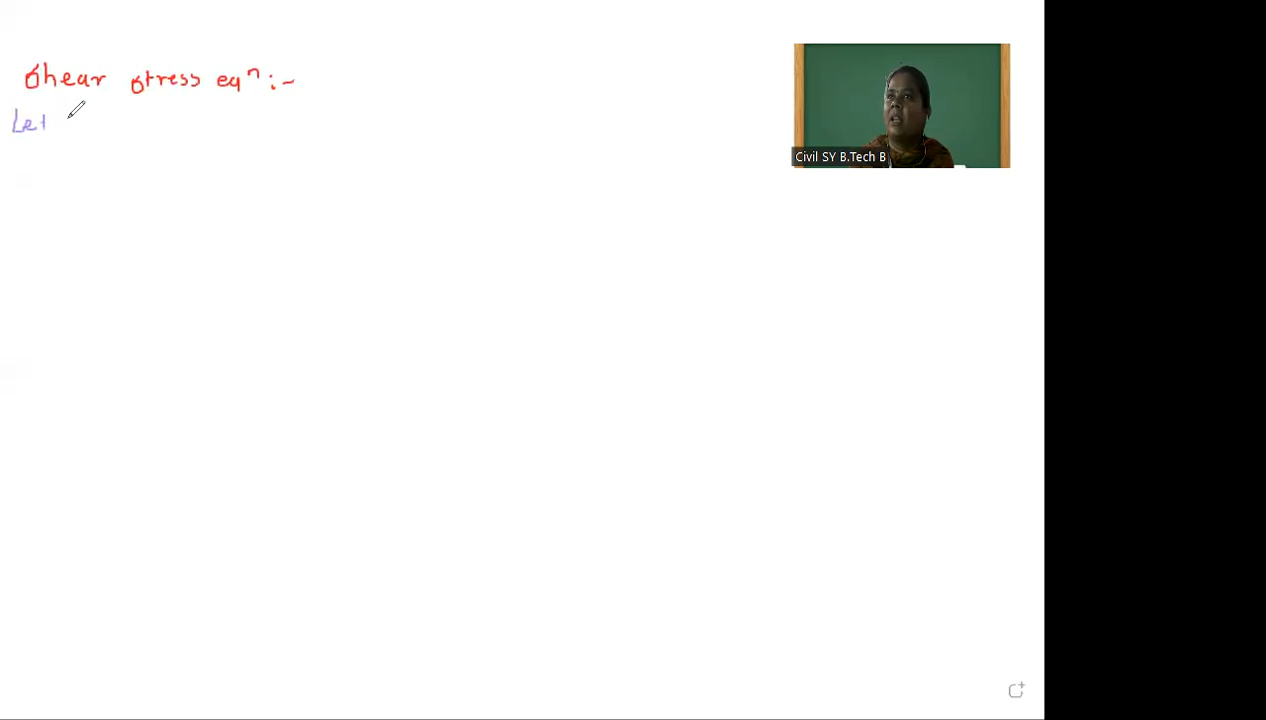 Shear stress eqⁿ :-
Let
Civil SY B.Tech B